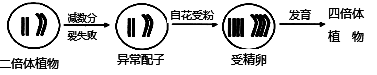 减数分
裂失败
自花受粉
发育
四倍体
植 物
二倍体植物
异常配子
受精卵